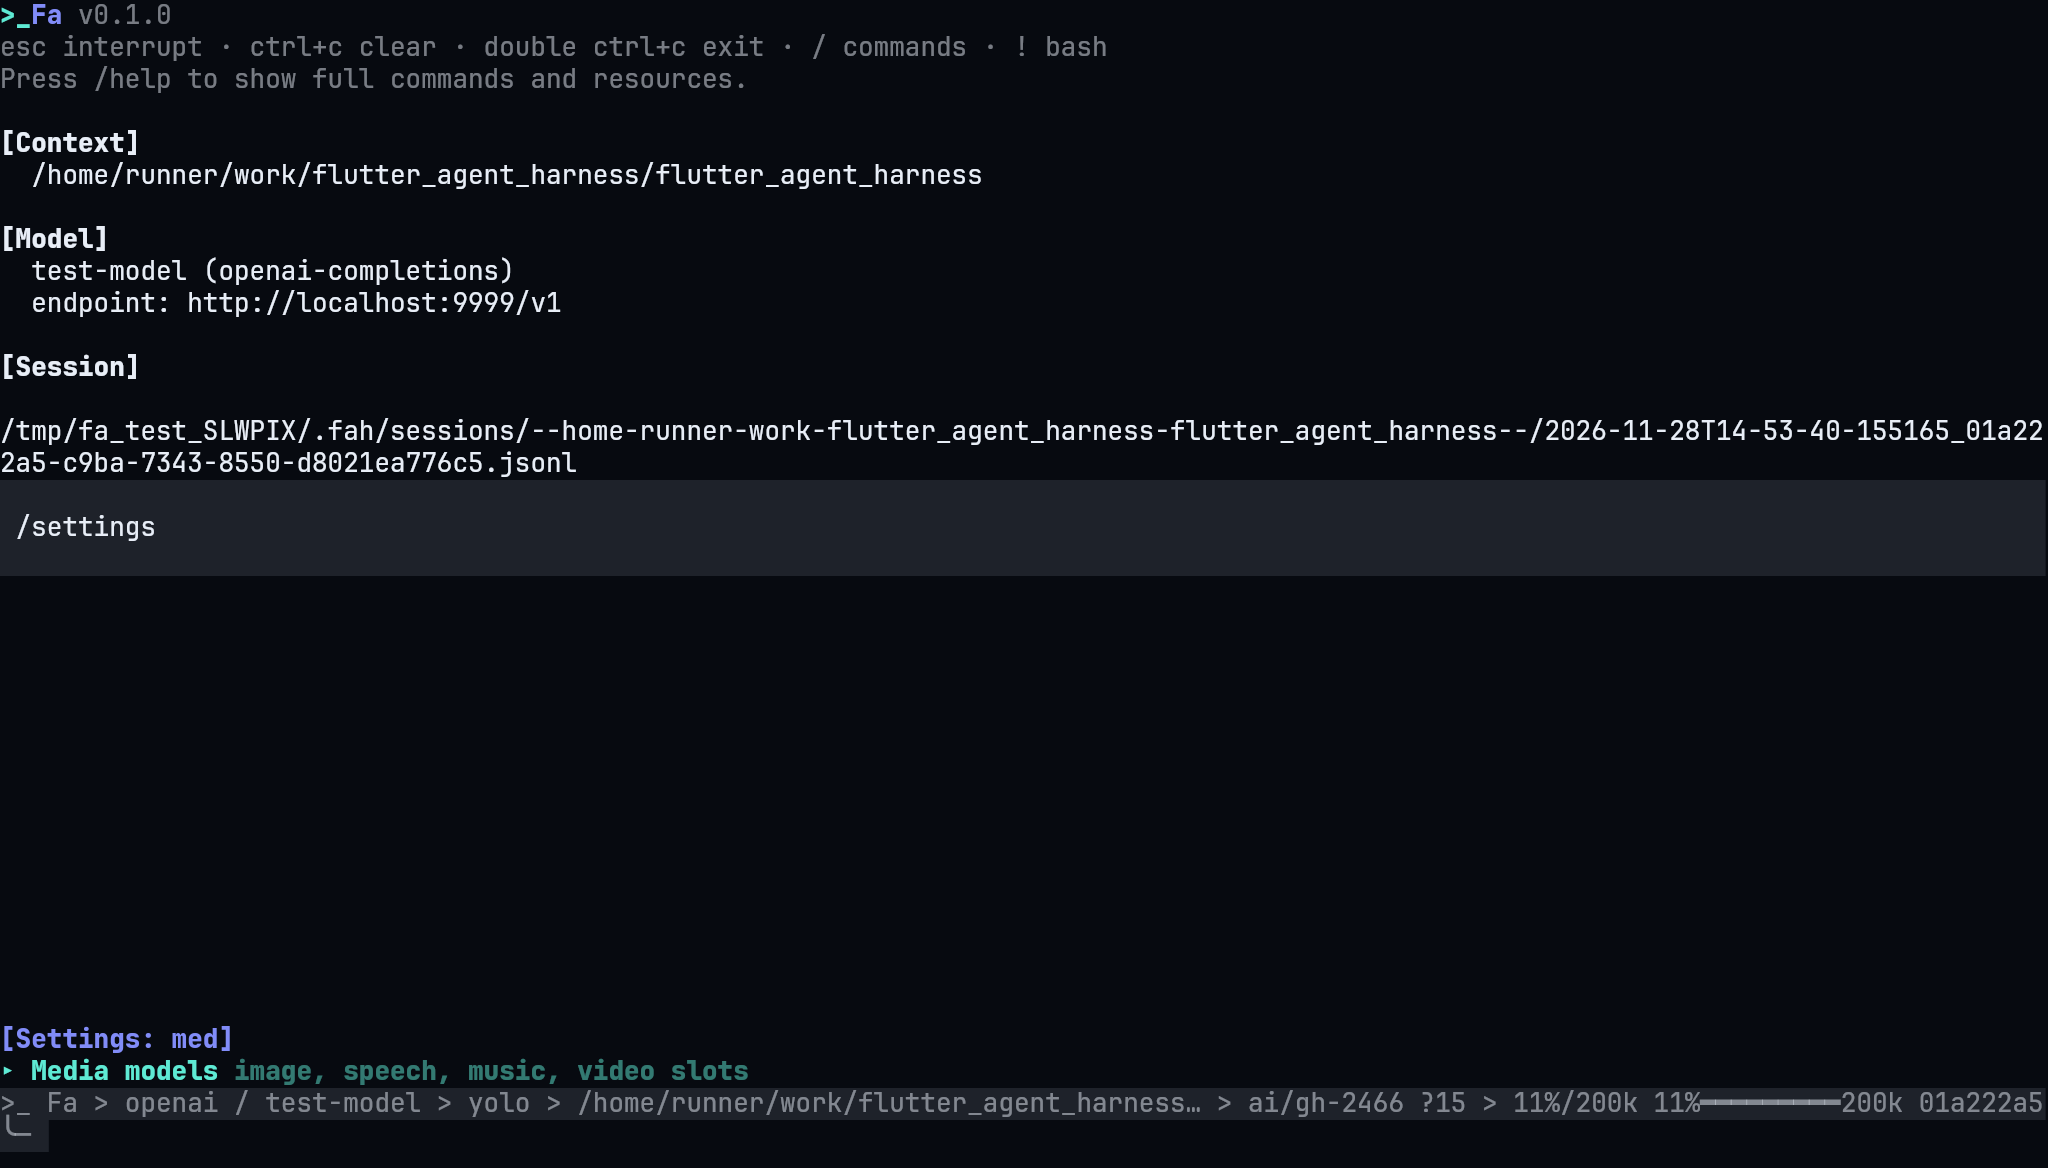 >_Fa v0.1.0
esc interrupt · ctrl+c clear · double ctrl+c exit · / commands · ! bash
Press /help to show full commands and resources.
[Context]
/home/runner/work/flutter_agent_harness/flutter_agent_harness
[Model]
test-model (openai-completions)
endpoint: http://localhost:9999/v1
[Session]
/tmp/fa_test_SLWPIX/.fah/sessions/--home-runner-work-flutter_agent_harness-flutter_agent_harness--/2026-11-28T14-53-40-155165_01a22
2a5-c9ba-7343-8550-d8021ea776c5.jsonl
/settings
[Settings: med]
▸ Media models image, speech, music, video slots
>_ Fa > openai / test-model > yolo > /home/runner/work/flutter_agent_harness… > ai/gh-2466 ?15 > 11%/200k 11%━━━━━━━━━200k 01a222a5
╰─